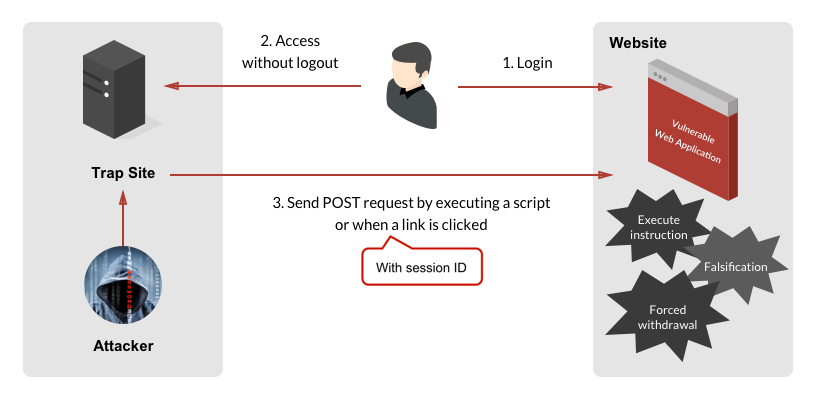 2. Access
without logout
1. Login
Website
Vulnerable
Web Application
Trap Site
3. Send POST request by executing a script
or when a link is clicked
With session ID
Execute
instruction
Falsification
Forced
withdrawal
Attacker